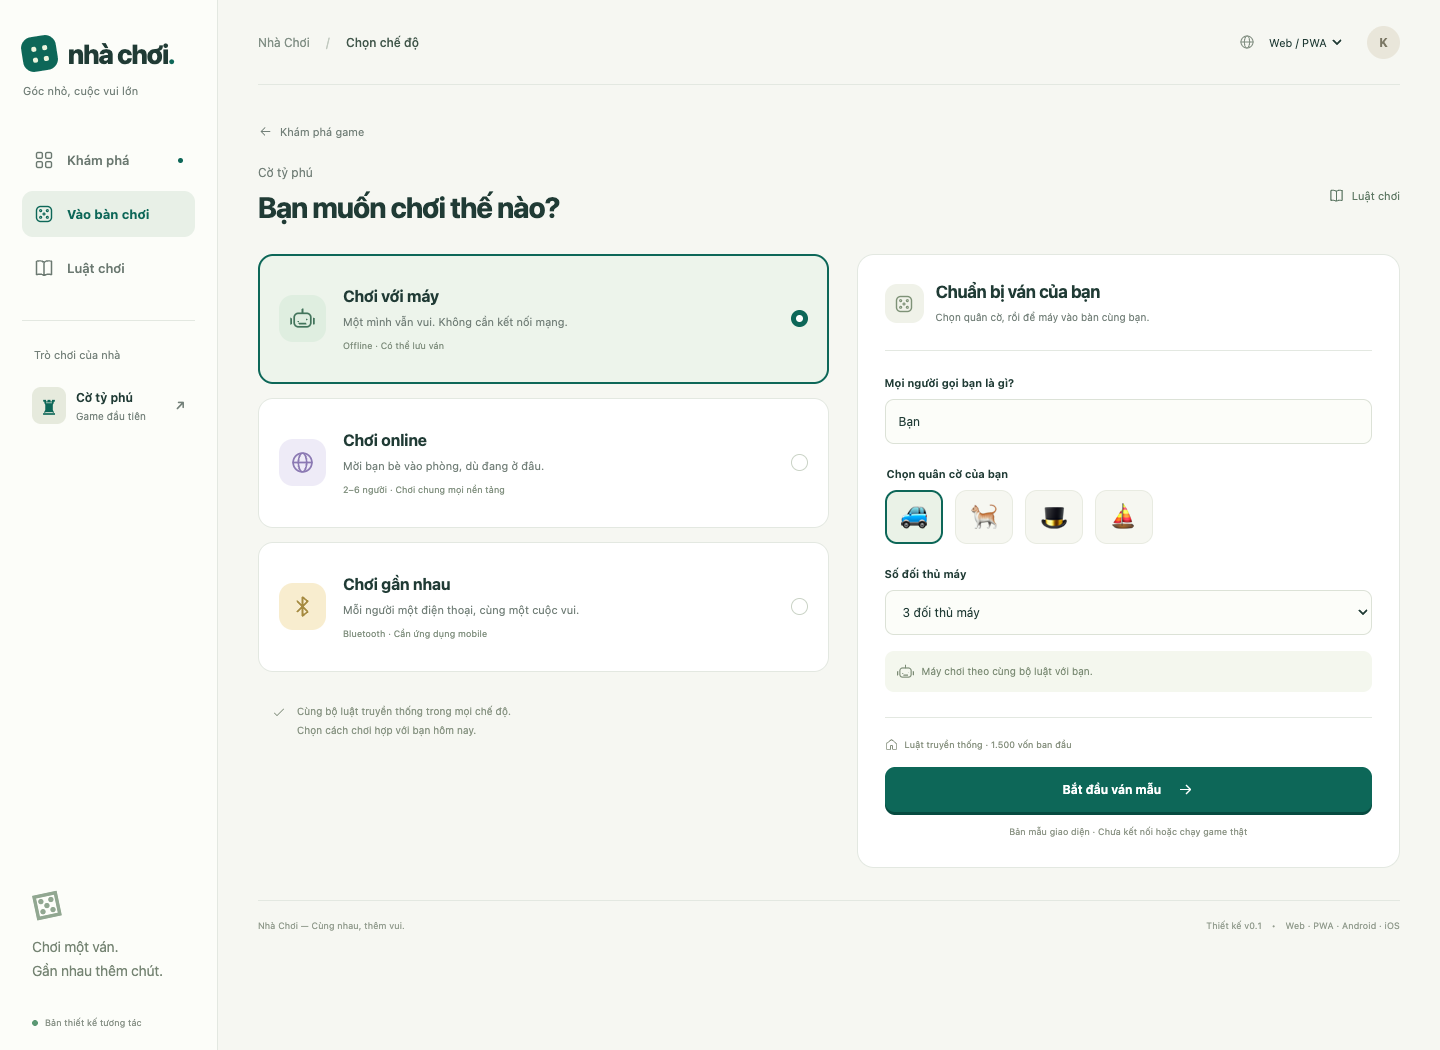 nhà chơi.
Góc nhỏ, cuộc vui lớn
Khám phá
Vào bàn chơi
Luật chơi
Trò chơi của nhà
Cờ tỷ phú
Game đầu tiên
Chơi một ván.
Gần nhau thêm chút.
Bản thiết kế tương tác
Nhà Chơi / Chọn chế độ
Web / PWA
K
Khám phá game
Cờ tỷ phú
Bạn muốn chơi thế nào?
Luật chơi
Chơi với máy
Một mình vẫn vui. Không cần kết nối mạng.
Offline · Có thể lưu ván
Chơi online
Mời bạn bè vào phòng, dù đang ở đâu.
2–6 người · Chơi chung mọi nền tảng
Chơi gần nhau
Mỗi người một điện thoại, cùng một cuộc vui.
Bluetooth · Cần ứng dụng mobile
Cùng bộ luật truyền thống trong mọi chế độ.
Chọn cách chơi hợp với bạn hôm nay.
Chuẩn bị ván của bạn
Chọn quân cờ, rồi để máy vào bàn cùng bạn.
Mọi người gọi bạn là gì?
Bạn
Chọn quân cờ của bạn
Số đối thủ máy
3 đối thủ máy
Máy chơi theo cùng bộ luật với bạn.
Luật truyền thống · 1.500 vốn ban đầu
Bắt đầu ván mẫu
Bản mẫu giao diện · Chưa kết nối hoặc chạy game thật
Nhà Chơi — Cùng nhau, thêm vui.
Thiết kế v0.1 • Web · PWA · Android · iOS